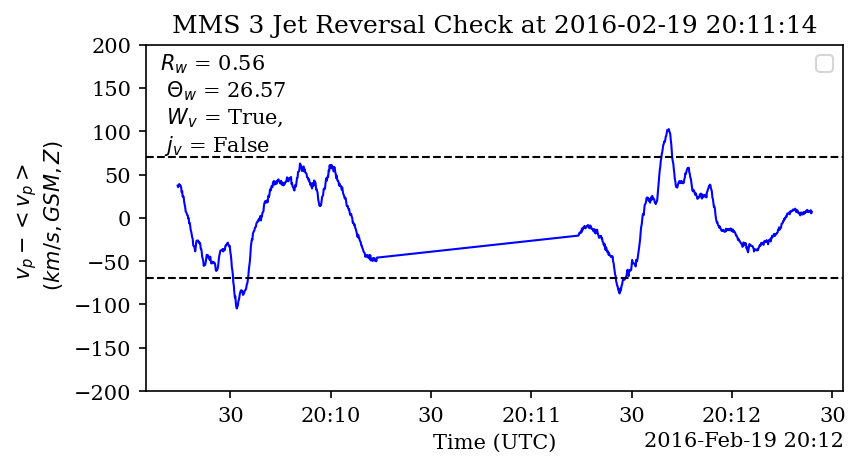 MMS 3 Jet Reversal Check at 2016-02-19 20:11:14
200
150
100
50
0
−50
−100
−150
−200
v_p − < v_p >
(km/s, GSM, Z)
R_w = 0.56
Θ_w = 26.57
W_v = True,
j_v = False
30
20:10
30
20:11
30
20:12
30
Time (UTC)
2016-Feb-19 20:12